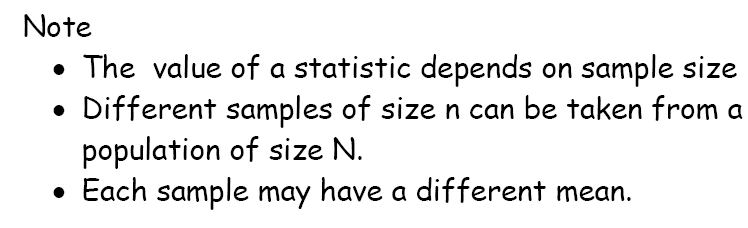 Note
• The  value of a statistic depends on sample size
• Different samples of size n can be taken from a
population of size N.
• Each sample may have a different mean.